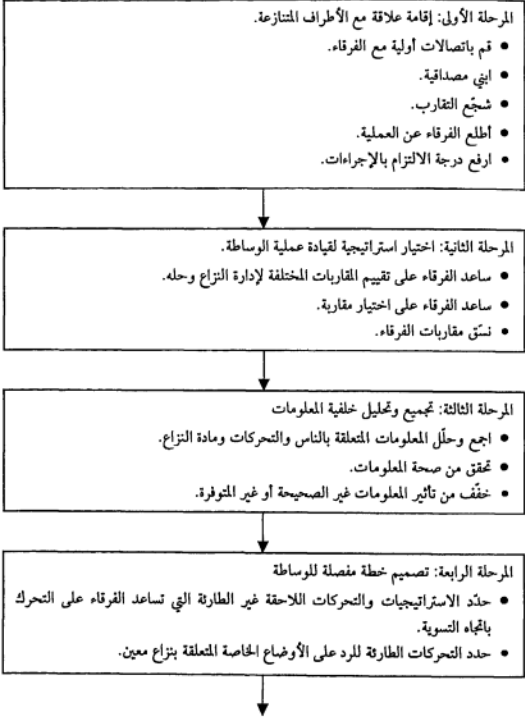 المرحلة الأولى: إقامة علاقة مع الأطراف المتنازعة.
● قم باتصالات أولية مع الفرقاء.
● ابني مصداقية.
● شجّع التقارب.
● أطلع الفرقاء عن العملية.
● ارفع درجة الالتزام بالإجراءات.
المرحلة الثانية: اختيار استراتيجية لقيادة عملية الوساطة.
● ساعد الفرقاء على تقييم المقاربات المختلفة لإدارة النزاع وحله.
● ساعد الفرقاء على اختيار مقاربة.
● نسّق مقاربات الفرقاء.
المرحلة الثالثة: تجميع وتحليل خلفية المعلومات
● اجمع وحلّل المعلومات المتعلقة بالناس والتحركات ومادة النزاع.
● تحقق من صحة المعلومات.
● خفّف من تأثير المعلومات غير الصحيحة أو غير المتوفرة.
المرحلة الرابعة: تصميم خطة مفصلة للوساطة
● حدّد الاستراتيجيات والتحركات اللاحقة غير الطارئة التي تساعد الفرقاء على التحرك
باتجاه التسوية.
● حدد التحركات الطارئة للرد على الأوضاع الخاصة المتعلقة بنزاع معين.